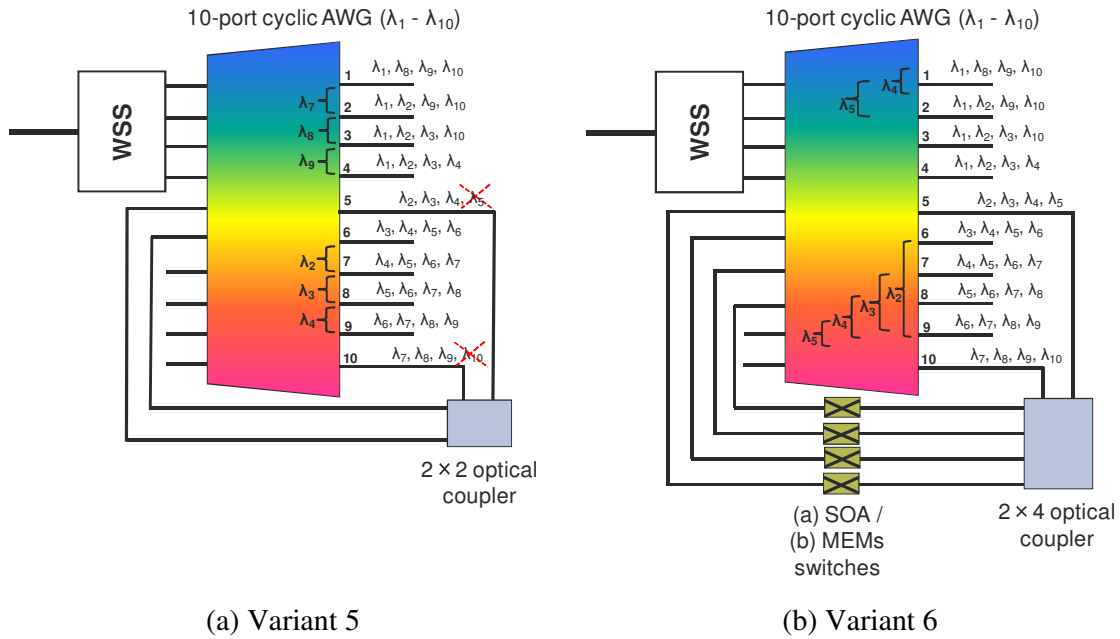 10-port cyclic AWG (λ₁ - λ₁₀)
WSS
1 λ₁, λ₈, λ₉, λ₁₀
λ₇
2 λ₁, λ₂, λ₉, λ₁₀
λ₈
3 λ₁, λ₂, λ₃, λ₁₀
λ₉
4 λ₁, λ₂, λ₃, λ₄
5 λ₂, λ₃, λ₄, λ₅
6 λ₃, λ₄, λ₅, λ₆
λ₂
7 λ₄, λ₅, λ₆, λ₇
λ₃
8 λ₅, λ₆, λ₇, λ₈
λ₄
9 λ₆, λ₇, λ₈, λ₉
10 λ₇, λ₈, λ₉, λ₁₀
2 × 2 optical
coupler
(a) Variant 5
10-port cyclic AWG (λ₁ - λ₁₀)
WSS
1 λ₁, λ₈, λ₉, λ₁₀
λ₄
λ₅
2 λ₁, λ₂, λ₉, λ₁₀
3 λ₁, λ₂, λ₃, λ₁₀
4 λ₁, λ₂, λ₃, λ₄
5 λ₂, λ₃, λ₄, λ₅
6 λ₃, λ₄, λ₅, λ₆
7 λ₄, λ₅, λ₆, λ₇
λ₂
8 λ₅, λ₆, λ₇, λ₈
λ₃
λ₄
9 λ₆, λ₇, λ₈, λ₉
λ₅
10 λ₇, λ₈, λ₉, λ₁₀
(a) SOA /
(b) MEMs
switches
2 × 4 optical
coupler
(b) Variant 6